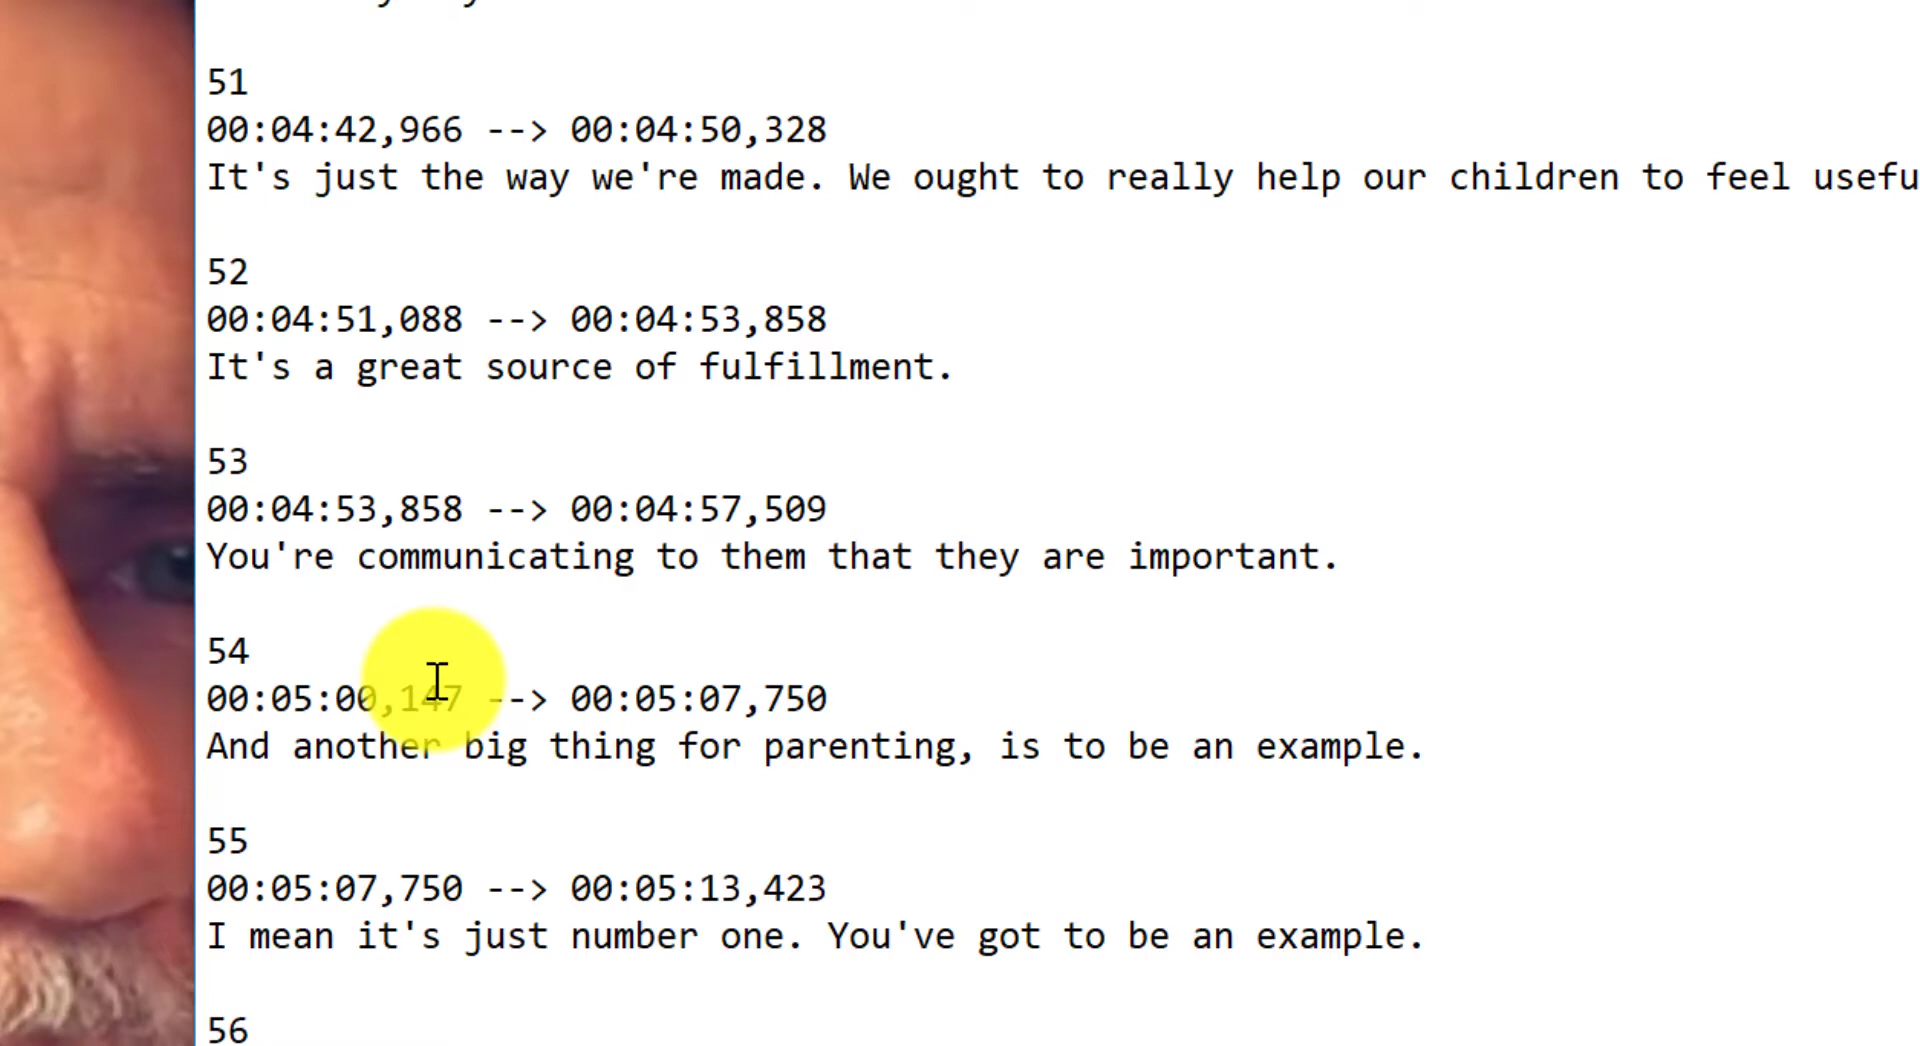 51
00:04:42,966 --> 00:04:50,328
It's just the way we're made. We ought to really help our children to feel usefu
52
00:04:51,088 --> 00:04:53,858
It's a great source of fulfillment.
53
00:04:53,858 --> 00:04:57,509
You're communicating to them that they are important.
54
00:05:00,147 --> 00:05:07,750
And another big thing for parenting, is to be an example.
55
00:05:07,750 --> 00:05:13,423
I mean it's just number one. You've got to be an example.
56